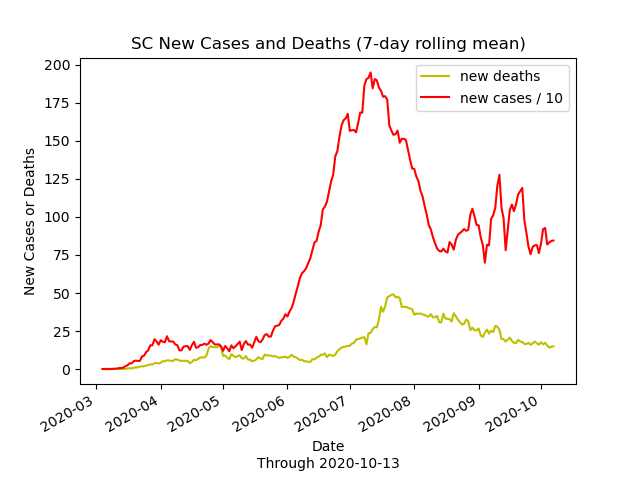 SC New Cases and Deaths (7-day rolling mean)
new deaths
new cases / 10
200
175
150
125
100
75
50
25
0
New Cases or Deaths
2020-03
2020-04
2020-05
2020-06
2020-07
2020-08
2020-09
2020-10
Date
Through 2020-10-13